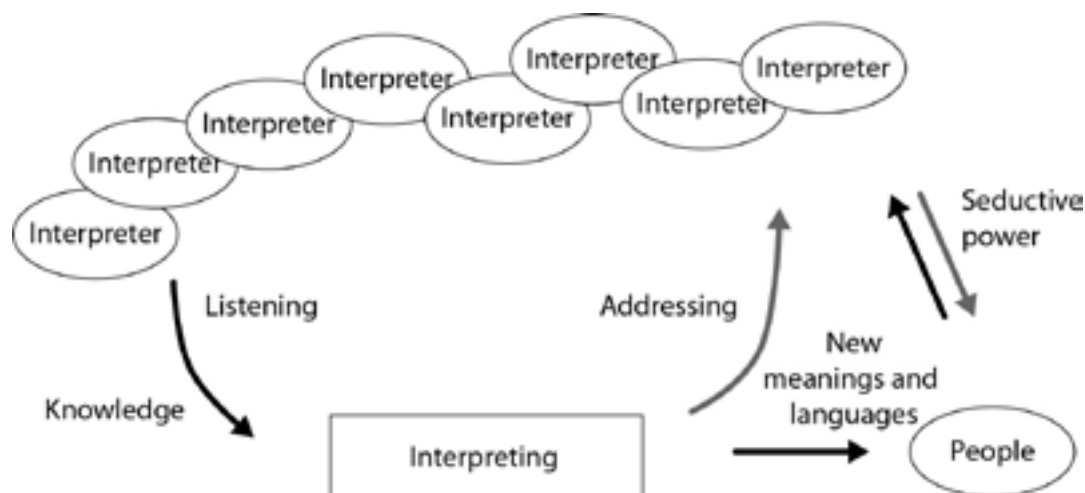 Interpreter
Interpreter
Interpreter
Interpreter
Interpreter
Interpreter
Interpreter
Interpreter
Seductive
power
Listening
Addressing
Knowledge
New
meanings and
languages
Interpreting
People